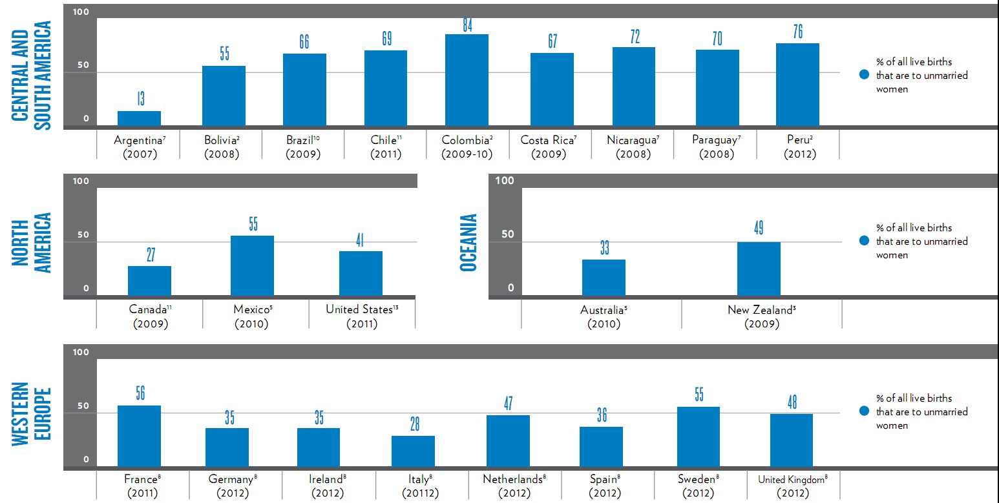 CENTRAL AND
SOUTH AMERICA
100
50
0
13
55
66
69
84
67
72
70
76
Argentina⁷
(2007)
Bolivia²
(2008)
Brazil¹⁰
(2009)
Chile¹¹
(2011)
Colombia²
(2009-10)
Costa Rica⁷
(2009)
Nicaragua⁷
(2008)
Paraguay⁷
(2008)
Peru²
(2012)
% of all live births
that are to unmarried
women
NORTH
AMERICA
100
50
0
27
55
41
Canada¹¹
(2009)
Mexico⁵
(2010)
United States¹³
(2011)
OCEANIA
100
50
0
33
49
Australia⁵
(2010)
New Zealand³
(2009)
% of all live births
that are to unmarried
women
WESTERN
EUROPE
100
50
0
56
35
35
28
47
36
55
48
France⁸
(2011)
Germany⁸
(2012)
Ireland⁸
(2012)
Italy⁸
(20112)
Netherlands⁸
(2012)
Spain⁸
(2012)
Sweden⁸
(2012)
United Kingdom⁸
(2012)
% of all live births
that are to unmarried
women